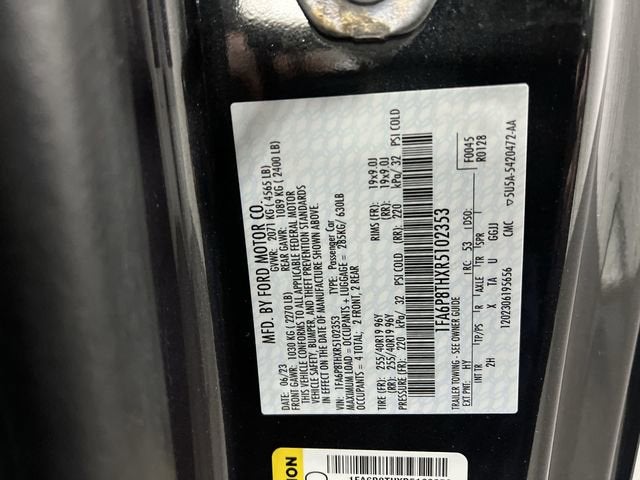 MFD. BY FORD MOTOR CO.
DATE: 06/23 GVWR: 2071 KG ( 4565 LB)
FRONT GAWR: 1030 KG ( 2270 LB) REAR GAWR: 1089 KG ( 2400 LB)
THIS VEHICLE CONFORMS TO ALL APPLICABLE FEDERAL MOTOR
VEHICLE SAFETY, BUMPER, AND THEFT PREVENTION STANDARDS
IN EFFECT ON THE DATE OF MANUFACTURE SHOWN ABOVE.
VIN: 1FA6P8THXR5102353 TYPE: Passenger Car
MAXIMUM LOAD = OCCUPANTS + LUGGAGE = 285KG/ 630LB
OCCUPANTS = 4 TOTAL; 2 FRONT, 2 REAR
TIRE (FR): 255/40R19 96Y RIMS (FR): 19x9.0J
(RR): 255/40R19 96Y (RR): 19x9.0J
PRESSURE (FR): 220 kPa/ 32 PSI COLD (RR): 220 kPa/ 32 PSI COLD
1FA6P8THXR5102353
TRAILER TOWING - SEE OWNER GUIDE
F0045
EXT PNT: HY RC: 53 DSO: R0128
INT TR TP/PS R AXLE TR SPR
2H X TA U GGJJ
1202306195656 CMC 5U5A-5420472-AA